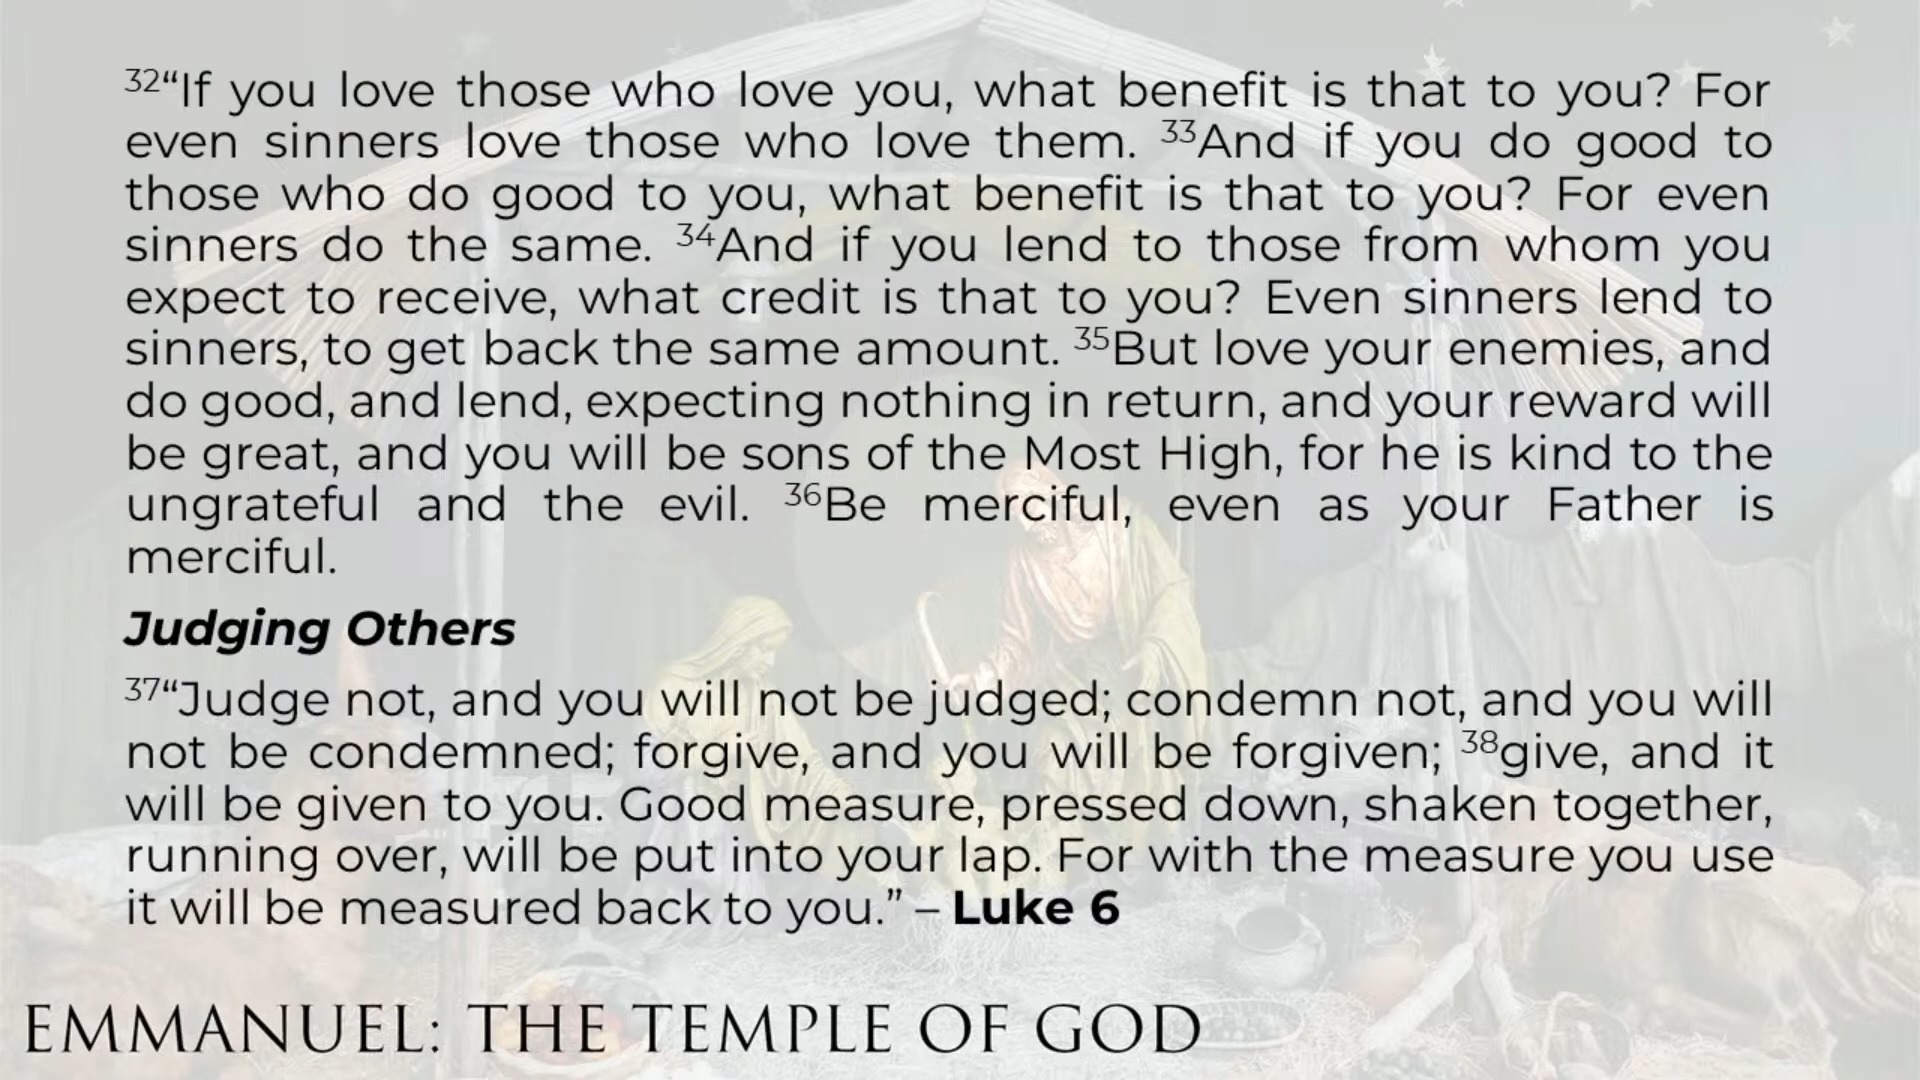 32“If you love those who love you, what benefit is that to you? For
even sinners love those who love them. 33And if you do good to
those who do good to you, what benefit is that to you? For even
sinners do the same. 34And if you lend to those from whom you
expect to receive, what credit is that to you? Even sinners lend to
sinners, to get back the same amount. 35But love your enemies, and
do good, and lend, expecting nothing in return, and your reward will
be great, and you will be sons of the Most High, for he is kind to the
ungrateful and the evil. 36Be merciful, even as your Father is
merciful.
Judging Others
37“Judge not, and you will not be judged; condemn not, and you will
not be condemned; forgive, and you will be forgiven; 38give, and it
will be given to you. Good measure, pressed down, shaken together,
running over, will be put into your lap. For with the measure you use
it will be measured back to you.” – Luke 6
EMMANUEL: THE TEMPLE OF GOD